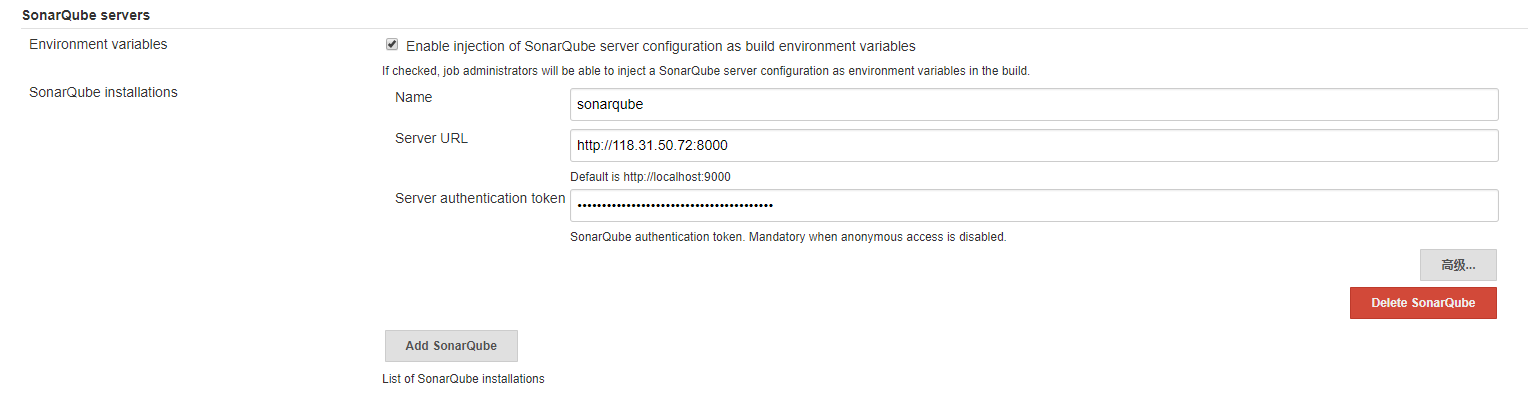 SonarQube servers
Environment variables
Enable injection of SonarQube server configuration as build environment variables
If checked, job administrators will be able to inject a SonarQube server configuration as environment variables in the build.
SonarQube installations
Name
sonarqube
Server URL
http://118.31.50.72:8000
Default is http://localhost:9000
Server authentication token
••••••••••••••••••••••••••••••••••••••••
SonarQube authentication token. Mandatory when anonymous access is disabled.
高级...
Delete SonarQube
Add SonarQube
List of SonarQube installations